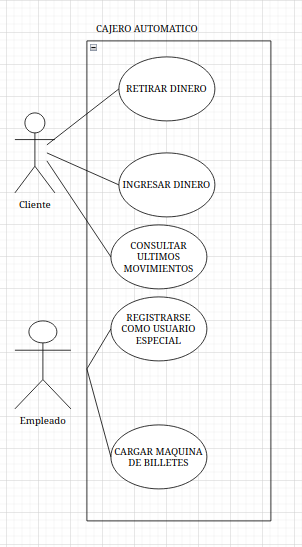 CAJERO AUTOMATICO
RETIRAR DINERO
INGRESAR DINERO
Cliente
CONSULTAR
ULTIMOS
MOVIMIENTOS
REGISTRARSE
COMO USUARIO
ESPECIAL
Empleado
CARGAR MAQUINA
DE BILLETES